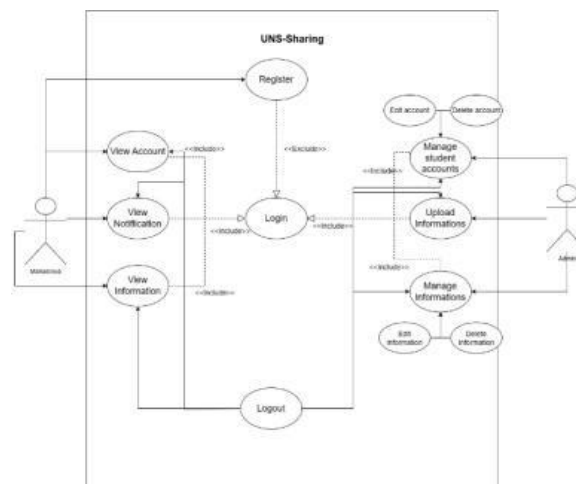 UNS-Sharing
Register
Edit account
Delete account
<<Exclude>>
View Account
<<Include>>
Manage
student
accounts
<<Include>>
View
Notification
<<Include>>
Login
<<Include>>
Upload
Informations
Mahasiswa
Admin
View
Information
<<Include>>
<<Include>>
Manage
Informations
Edit
information
Delete
information
Logout